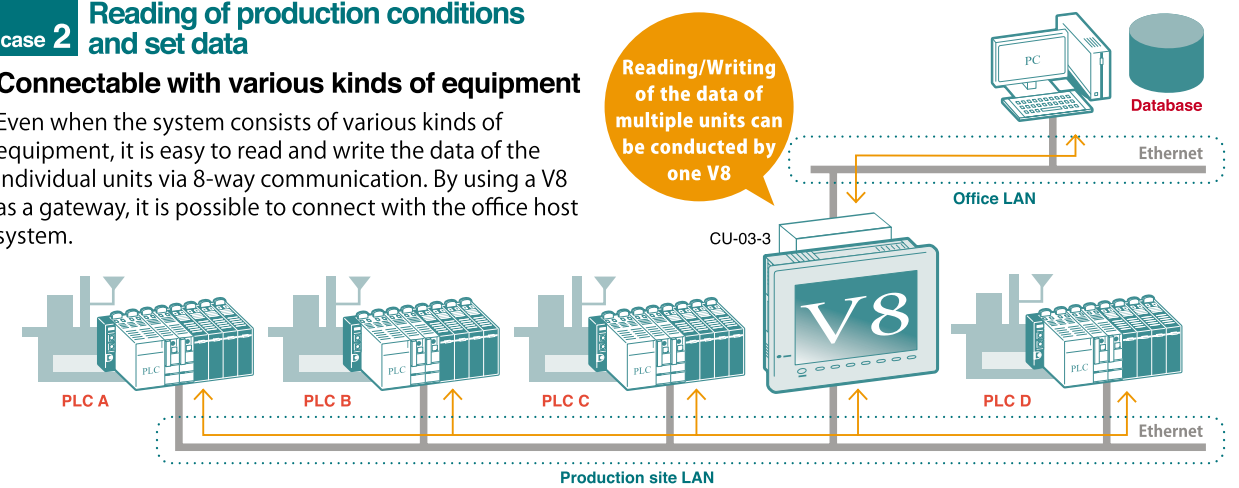 case 2
Reading of production conditions
and set data
Connectable with various kinds of equipment
Even when the system consists of various kinds of
equipment, it is easy to read and write the data of the
individual units via 8-way communication. By using a V8
as a gateway, it is possible to connect with the office host
system.
Reading/Writing
of the data of
multiple units can
be conducted by
one V8
PC
Database
Ethernet
Office LAN
CU-03-3
V8
PLC
PLC
PLC
PLC
PLC A
PLC B
PLC C
PLC D
Ethernet
Production site LAN